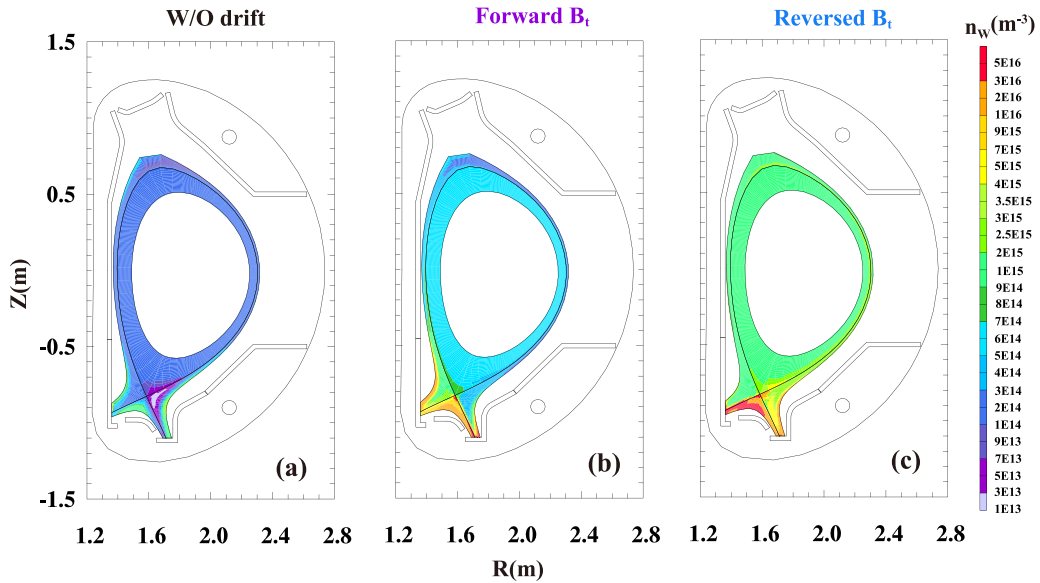 W/O drift
Forward Bt
Reversed Bt
nW(m-3)
1.5
0.5
-0.5
-1.5
Z(m)
(a)
(b)
(c)
1.2 1.6 2.0 2.4 2.8
1.2 1.6 2.0 2.4 2.8
1.2 1.6 2.0 2.4 2.8
R(m)
5E16
3E16
2E16
1E16
9E15
7E15
5E15
4E15
3.5E15
3E15
2.5E15
2E15
1E15
9E14
8E14
7E14
6E14
5E14
4E14
3E14
2E14
1E14
9E13
7E13
5E13
3E13
1E13